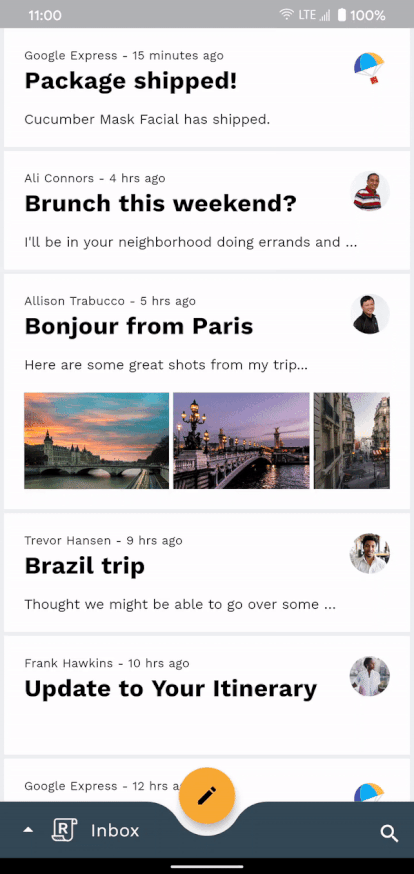 11:00
LTE
100%
Google Express - 15 minutes ago
Package shipped!
Cucumber Mask Facial has shipped.
Ali Connors - 4 hrs ago
Brunch this weekend?
I'll be in your neighborhood doing errands and ...
Allison Trabucco - 5 hrs ago
Bonjour from Paris
Here are some great shots from my trip...
Trevor Hansen - 9 hrs ago
Brazil trip
Thought we might be able to go over some ...
Frank Hawkins - 10 hrs ago
Update to Your Itinerary
Google Express - 12 hrs a
R
Inbox